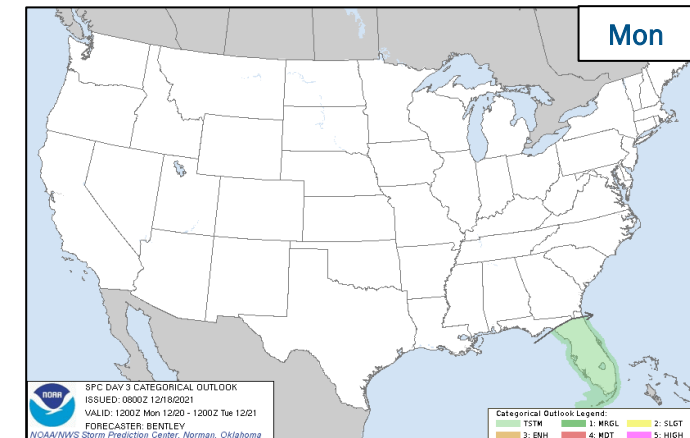 Mon
NOAA
SPC DAY 3 CATEGORICAL OUTLOOK
ISSUED: 0800Z 12/18/2021
VALID: 1200Z Mon 12/20 - 1200Z Tue 12/21
FORECASTER: BENTLEY
NOAA/NWS Storm Prediction Center, Norman, Oklahoma
Categorical Outlook Legend:
TSTM 1: MRGL 2: SLGT
3: ENH 4: MDT 5: HIGH